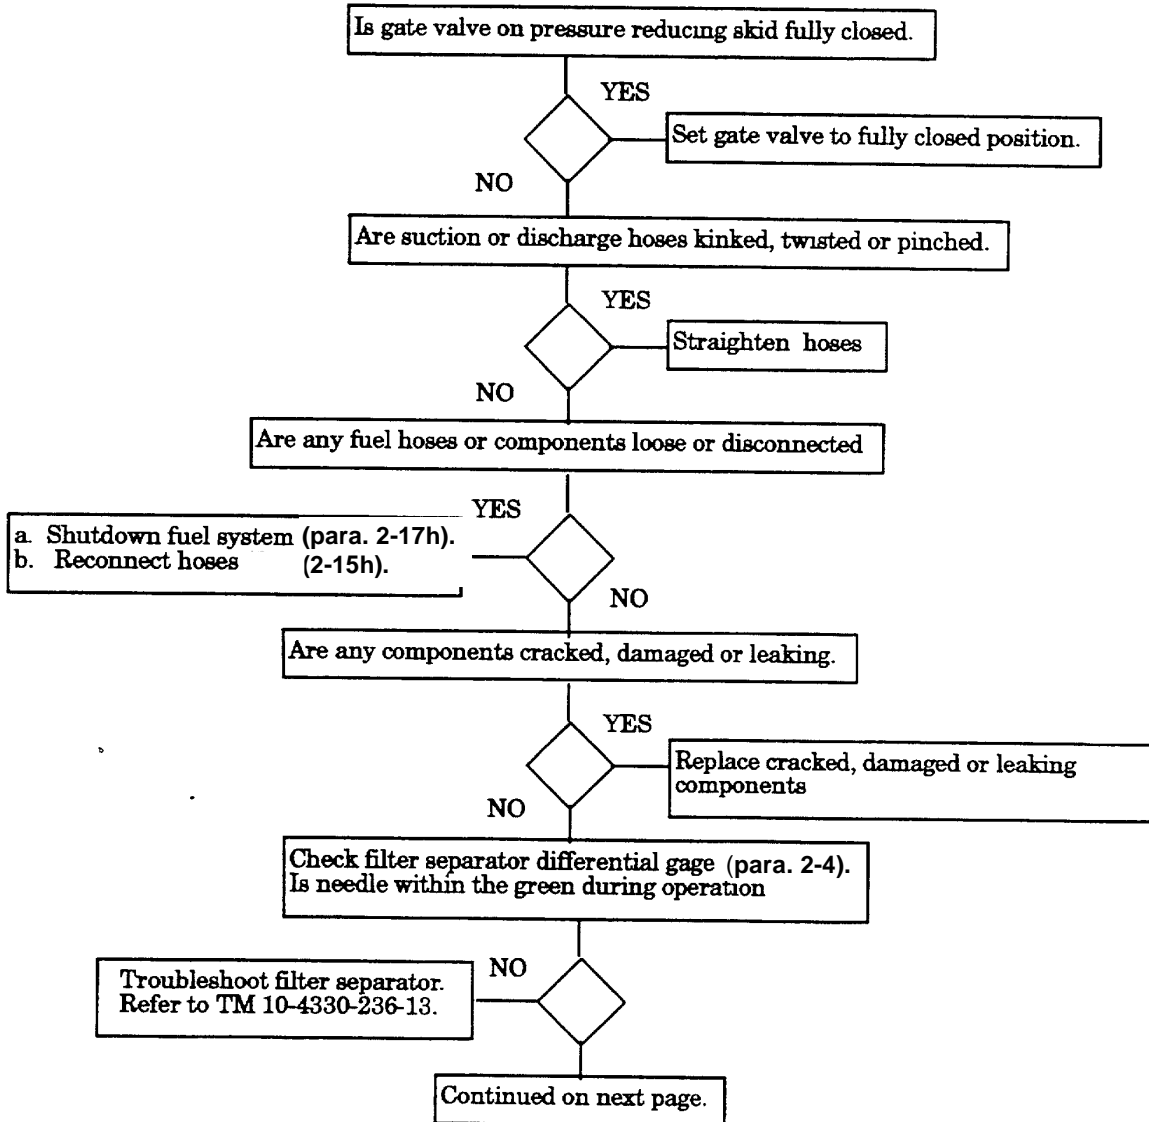 Is gate valve on pressure reducing skid fully closed.
YES
Set gate valve to fully closed position.
NO
Are suction or discharge hoses kinked, twisted or pinched.
YES
Straighten hoses
NO
Are any fuel hoses or components loose or disconnected
YES
a. Shutdown fuel system (para. 2-17h).
b. Reconnect hoses (2-15h).
NO
Are any components cracked, damaged or leaking.
YES
Replace cracked, damaged or leaking
components
NO
Check filter separator differential gage (para. 2-4).
Is needle within the green during operation
NO
Troubleshoot filter separator.
Refer to TM 10-4330-236-13.
Continued on next page.